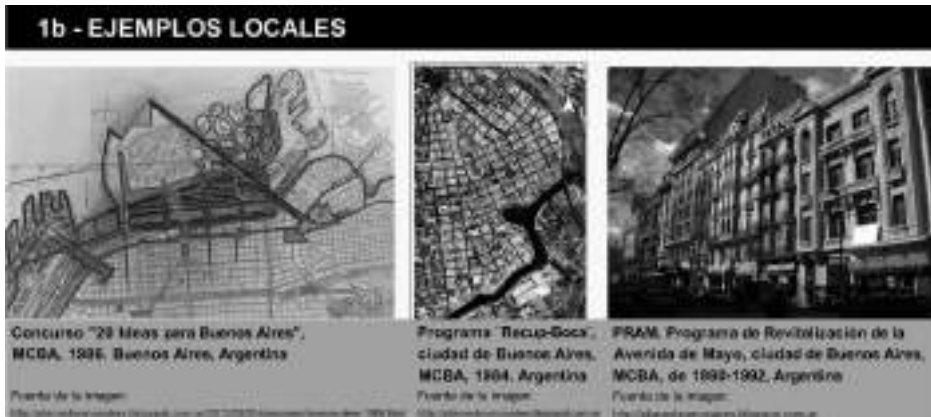 1b - EJEMPLOS LOCALES
Concurso "20 Ideas para Buenos Aires",
MCBA, 1986. Buenos Aires, Argentina
Fuente de la imagen:
Programa "Recup-Boca",
ciudad de Buenos Aires,
MCBA, 1984. Argentina
Fuente de la imagen:
PRAM. Programa de Revitalización de la
Avenida de Mayo, ciudad de Buenos Aires,
MCBA, de 1990-1992, Argentina
Fuente de la imagen: